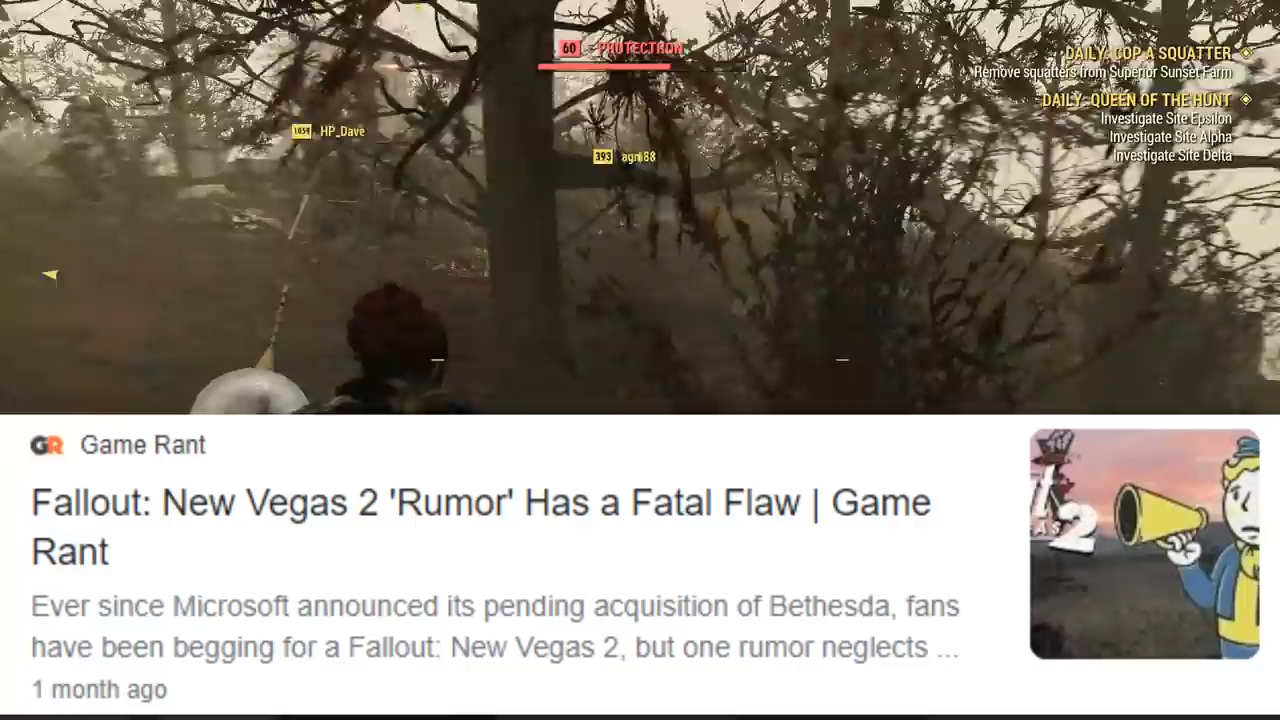 60 PROTECTRON
DAILY: COP A SQUATTER
Remove squatters from Superior Sunset Farm
DAILY: QUEEN OF THE HUNT
Investigate Site Epsilon
Investigate Site Alpha
Investigate Site Delta
1059 HP_Dave
393 agni88
GR Game Rant
Fallout: New Vegas 2 'Rumor' Has a Fatal Flaw | Game
Rant
Ever since Microsoft announced its pending acquisition of Bethesda, fans
have been begging for a Fallout: New Vegas 2, but one rumor neglects ...
1 month ago
2